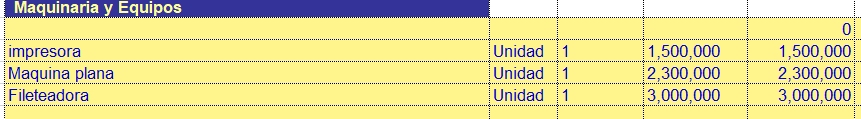 Maquinaria y Equipos
0
impresora Unidad 1 1,500,000 1,500,000
Maquina plana Unidad 1 2,300,000 2,300,000
Fileteadora Unidad 1 3,000,000 3,000,000